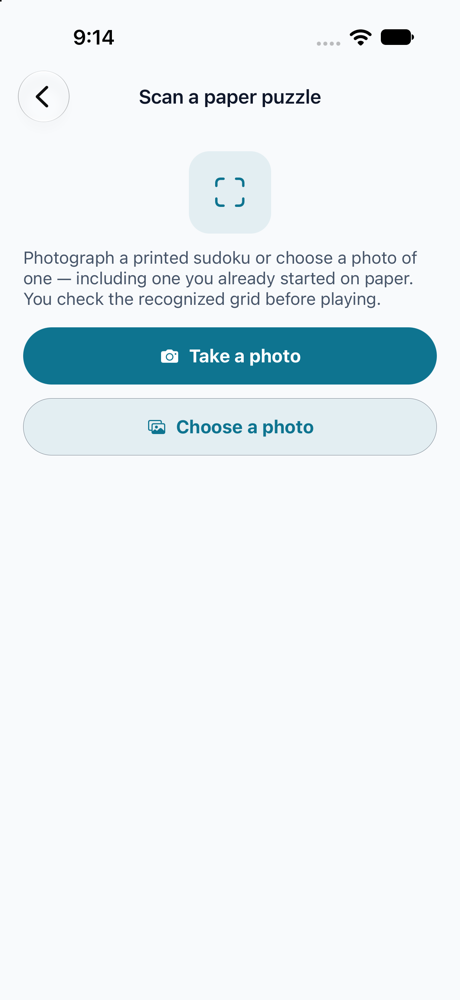 9:14
Scan a paper puzzle
Photograph a printed sudoku or choose a photo of
one — including one you already started on paper.
You check the recognized grid before playing.
Take a photo
Choose a photo